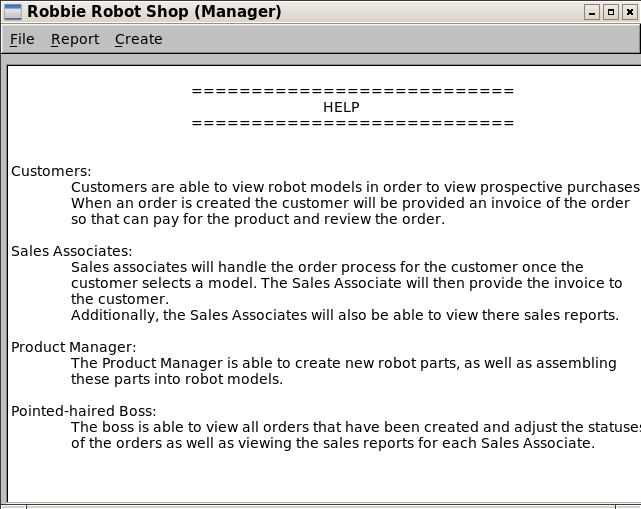 Robbie Robot Shop (Manager)
File Report Create
===========================
HELP
===========================
Customers:
Customers are able to view robot models in order to view prospective purchases
When an order is created the customer will be provided an invoice of the order
so that can pay for the product and review the order.
Sales Associates:
Sales associates will handle the order process for the customer once the
customer selects a model. The Sales Associate will then provide the invoice to
the customer.
Additionally, the Sales Associates will also be able to view there sales reports.
Product Manager:
The Product Manager is able to create new robot parts, as well as assembling
these parts into robot models.
Pointed-haired Boss:
The boss is able to view all orders that have been created and adjust the statuses
of the orders as well as viewing the sales reports for each Sales Associate.